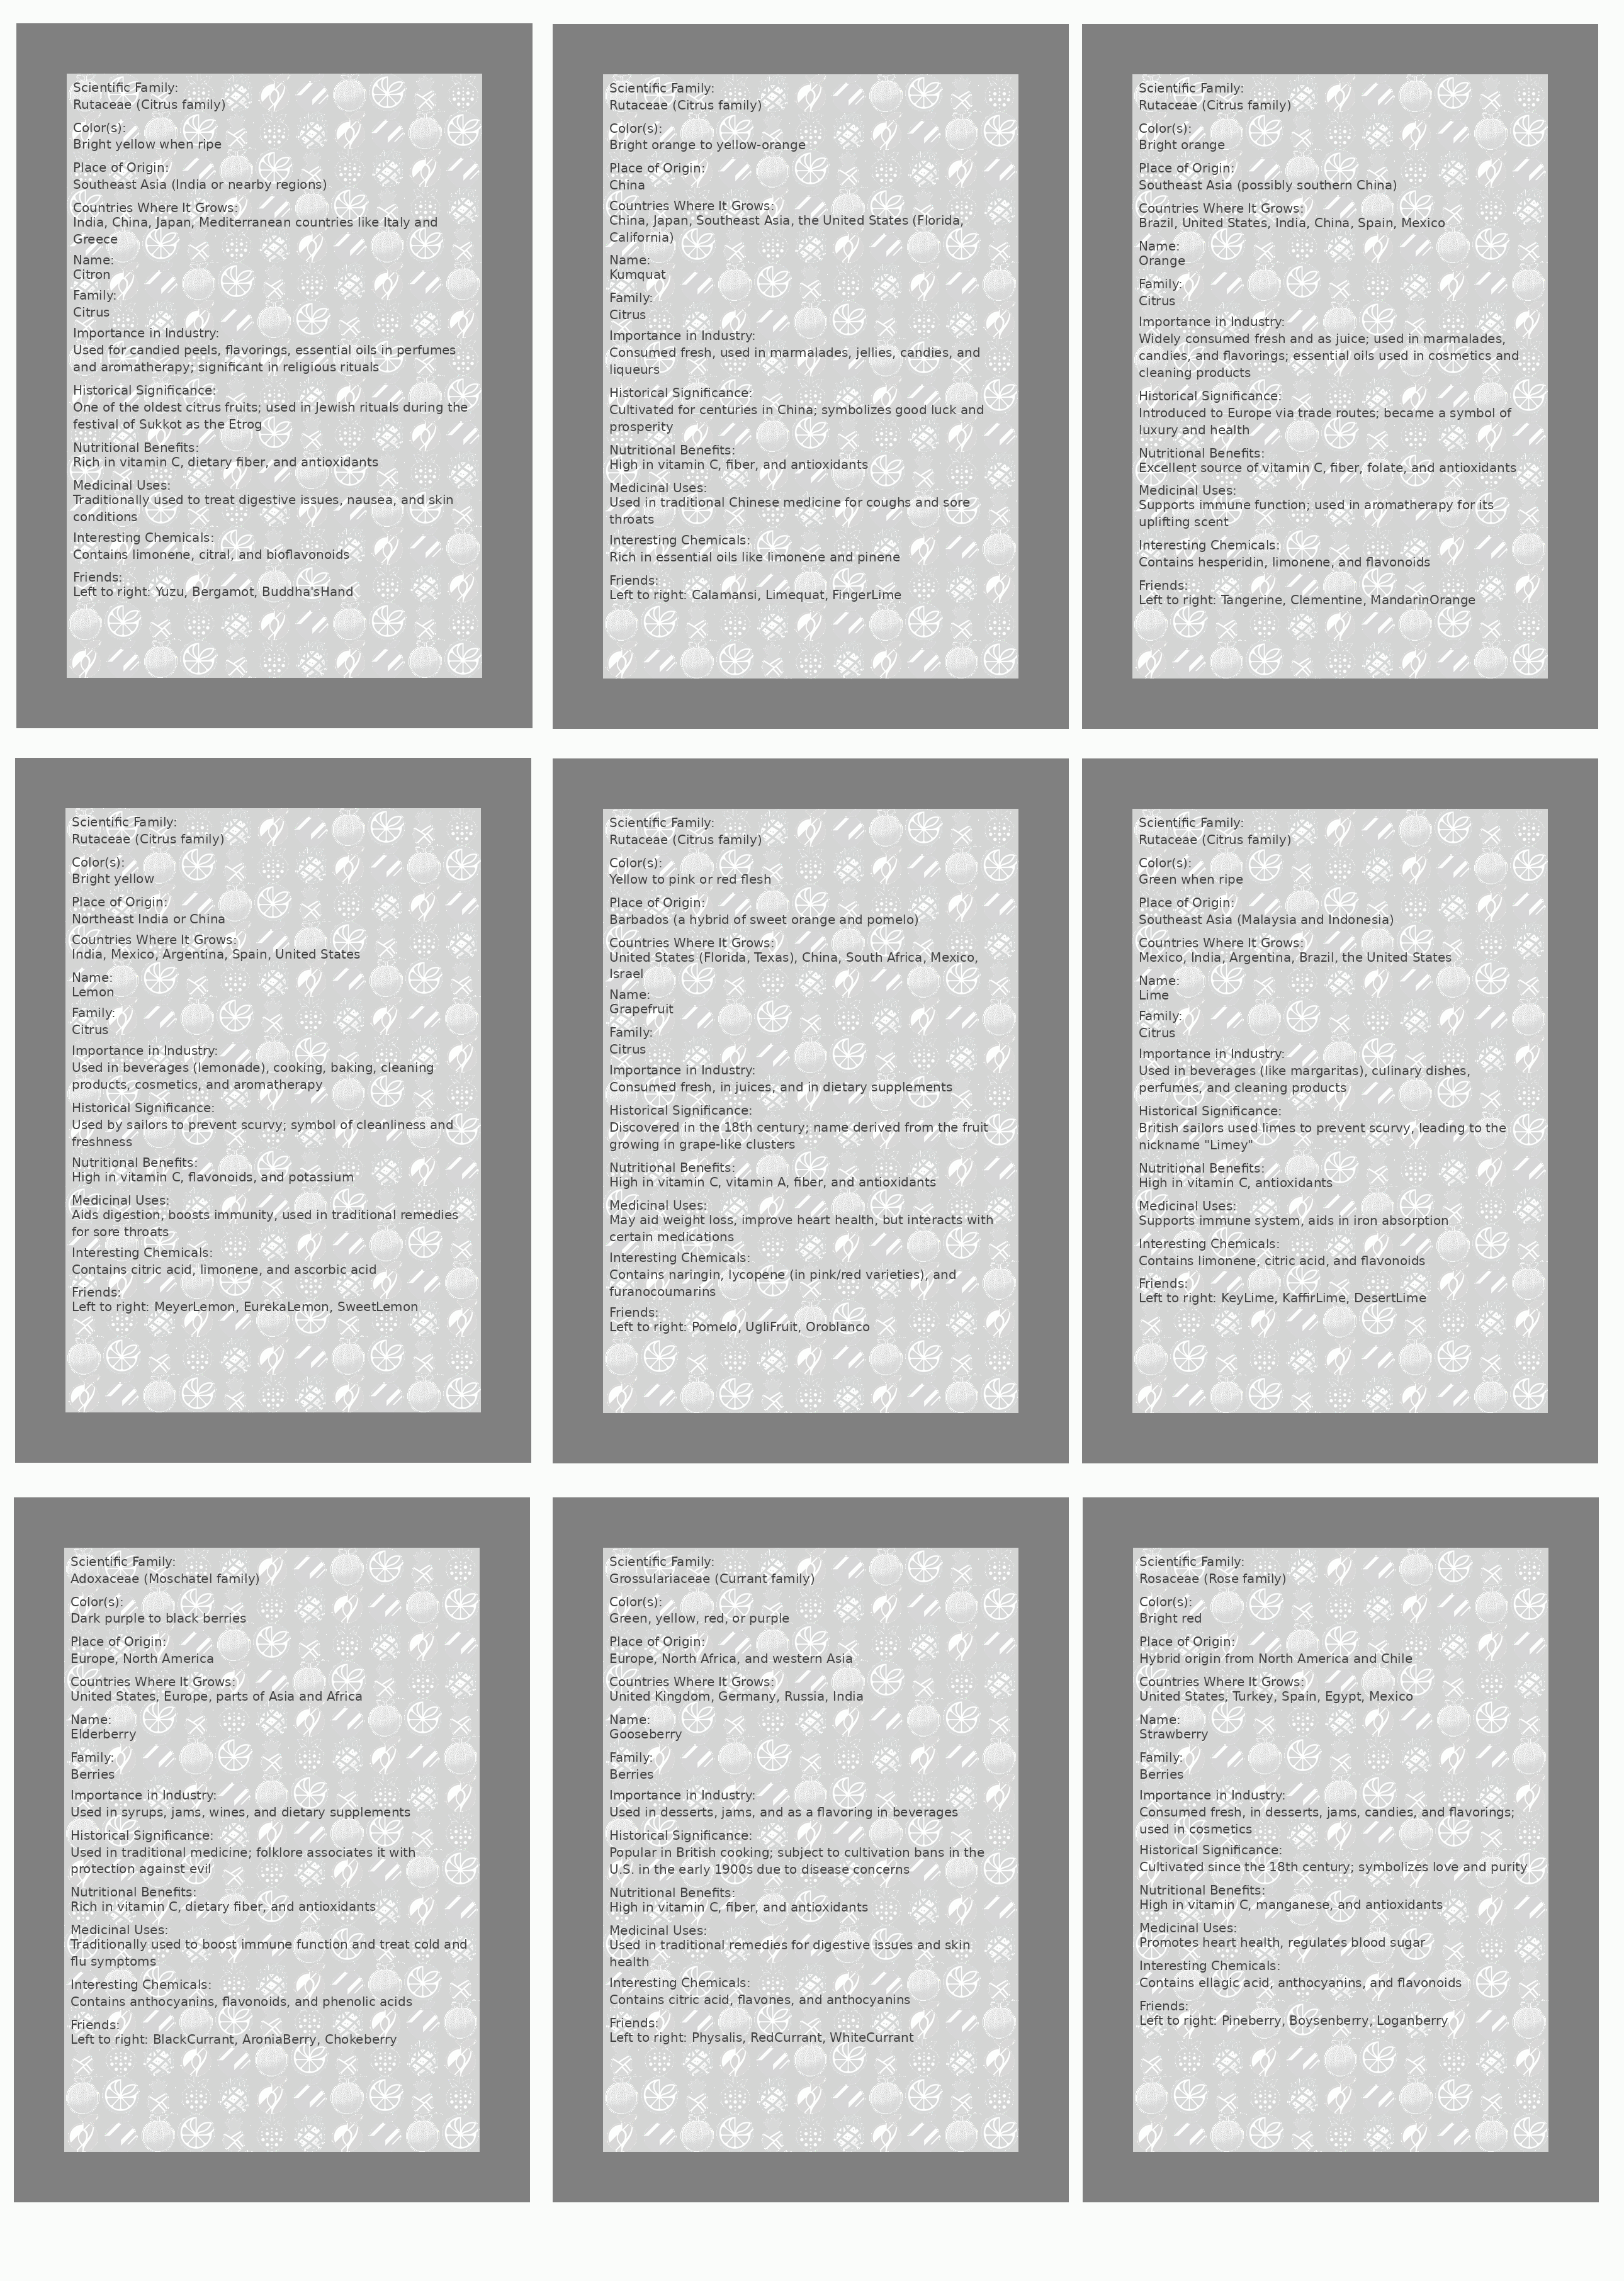 Scientific Family:
Rutaceae (Citrus family)
Color(s):
Bright yellow when ripe
Place of Origin:
Southeast Asia (India or nearby regions)
Countries Where It Grows:
India, China, Japan, Mediterranean countries like Italy and
Greece
Name:
Citron
Family:
Citrus
Importance in Industry:
Used for candied peels, flavorings, essential oils in perfumes
and aromatherapy; significant in religious rituals
Historical Significance:
One of the oldest citrus fruits; used in Jewish rituals during the
festival of Sukkot as the Etrog
Nutritional Benefits:
Rich in vitamin C, dietary fiber, and antioxidants
Medicinal Uses:
Traditionally used to treat digestive issues, nausea, and skin
conditions
Interesting Chemicals:
Contains limonene, citral, and bioflavonoids
Friends:
Left to right: Yuzu, Bergamot, Buddha'sHand
Scientific Family:
Rutaceae (Citrus family)
Color(s):
Bright orange to yellow-orange
Place of Origin:
China
Countries Where It Grows:
China, Japan, Southeast Asia, the United States (Florida,
California)
Name:
Kumquat
Family:
Citrus
Importance in Industry:
Consumed fresh, used in marmalades, jellies, candies, and
liqueurs
Historical Significance:
Cultivated for centuries in China; symbolizes good luck and
prosperity
Nutritional Benefits:
High in vitamin C, fiber, and antioxidants
Medicinal Uses:
Used in traditional Chinese medicine for coughs and sore
throats
Interesting Chemicals:
Rich in essential oils like limonene and pinene
Friends:
Left to right: Calamansi, Limequat, FingerLime
Scientific Family:
Rutaceae (Citrus family)
Color(s):
Bright orange
Place of Origin:
Southeast Asia (possibly southern China)
Countries Where It Grows:
Brazil, United States, India, China, Spain, Mexico
Name:
Orange
Family:
Citrus
Importance in Industry:
Widely consumed fresh and as juice; used in marmalades,
candies, and flavorings; essential oils used in cosmetics and
cleaning products
Historical Significance:
Introduced to Europe via trade routes; became a symbol of
luxury and health
Nutritional Benefits:
Excellent source of vitamin C, fiber, folate, and antioxidants
Medicinal Uses:
Supports immune function; used in aromatherapy for its
uplifting scent
Interesting Chemicals:
Contains hesperidin, limonene, and flavonoids
Friends:
Left to right: Tangerine, Clementine, MandarinOrange
Scientific Family:
Rutaceae (Citrus family)
Color(s):
Bright yellow
Place of Origin:
Northeast India or China
Countries Where It Grows:
India, Mexico, Argentina, Spain, United States
Name:
Lemon
Family:
Citrus
Importance in Industry:
Used in beverages (lemonade), cooking, baking, cleaning
products, cosmetics, and aromatherapy
Historical Significance:
Used by sailors to prevent scurvy; symbol of cleanliness and
freshness
Nutritional Benefits:
High in vitamin C, flavonoids, and potassium
Medicinal Uses:
Aids digestion, boosts immunity, used in traditional remedies
for sore throats
Interesting Chemicals:
Contains citric acid, limonene, and ascorbic acid
Friends:
Left to right: MeyerLemon, EurekaLemon, SweetLemon
Scientific Family:
Rutaceae (Citrus family)
Color(s):
Yellow to pink or red flesh
Place of Origin:
Barbados (a hybrid of sweet orange and pomelo)
Countries Where It Grows:
United States (Florida, Texas), China, South Africa, Mexico,
Israel
Name:
Grapefruit
Family:
Citrus
Importance in Industry:
Consumed fresh, in juices, and in dietary supplements
Historical Significance:
Discovered in the 18th century; name derived from the fruit
growing in grape-like clusters
Nutritional Benefits:
High in vitamin C, vitamin A, fiber, and antioxidants
Medicinal Uses:
May aid weight loss, improve heart health, but interacts with
certain medications
Interesting Chemicals:
Contains naringin, lycopene (in pink/red varieties), and
furanocoumarins
Friends:
Left to right: Pomelo, UgliFruit, Oroblanco
Scientific Family:
Rutaceae (Citrus family)
Color(s):
Green when ripe
Place of Origin:
Southeast Asia (Malaysia and Indonesia)
Countries Where It Grows:
Mexico, India, Argentina, Brazil, the United States
Name:
Lime
Family:
Citrus
Importance in Industry:
Used in beverages (like margaritas), culinary dishes,
perfumes, and cleaning products
Historical Significance:
British sailors used limes to prevent scurvy, leading to the
nickname "Limey"
Nutritional Benefits:
High in vitamin C, antioxidants
Medicinal Uses:
Supports immune system, aids in iron absorption
Interesting Chemicals:
Contains limonene, citric acid, and flavonoids
Friends:
Left to right: KeyLime, KaffirLime, DesertLime
Scientific Family:
Adoxaceae (Moschatel family)
Color(s):
Dark purple to black berries
Place of Origin:
Europe, North America
Countries Where It Grows:
United States, Europe, parts of Asia and Africa
Name:
Elderberry
Family:
Berries
Importance in Industry:
Used in syrups, jams, wines, and dietary supplements
Historical Significance:
Used in traditional medicine; folklore associates it with
protection against evil
Nutritional Benefits:
Rich in vitamin C, dietary fiber, and antioxidants
Medicinal Uses:
Traditionally used to boost immune function and treat cold and
flu symptoms
Interesting Chemicals:
Contains anthocyanins, flavonoids, and phenolic acids
Friends:
Left to right: BlackCurrant, AroniaBerry, Chokeberry
Scientific Family:
Grossulariaceae (Currant family)
Color(s):
Green, yellow, red, or purple
Place of Origin:
Europe, North Africa, and western Asia
Countries Where It Grows:
United Kingdom, Germany, Russia, India
Name:
Gooseberry
Family:
Berries
Importance in Industry:
Used in desserts, jams, and as a flavoring in beverages
Historical Significance:
Popular in British cooking; subject to cultivation bans in the
U.S. in the early 1900s due to disease concerns
Nutritional Benefits:
High in vitamin C, fiber, and antioxidants
Medicinal Uses:
Used in traditional remedies for digestive issues and skin
health
Interesting Chemicals:
Contains citric acid, flavones, and anthocyanins
Friends:
Left to right: Physalis, RedCurrant, WhiteCurrant
Scientific Family:
Rosaceae (Rose family)
Color(s):
Bright red
Place of Origin:
Hybrid origin from North America and Chile
Countries Where It Grows:
United States, Turkey, Spain, Egypt, Mexico
Name:
Strawberry
Family:
Berries
Importance in Industry:
Consumed fresh, in desserts, jams, candies, and flavorings;
used in cosmetics
Historical Significance:
Cultivated since the 18th century; symbolizes love and purity
Nutritional Benefits:
High in vitamin C, manganese, and antioxidants
Medicinal Uses:
Promotes heart health, regulates blood sugar
Interesting Chemicals:
Contains ellagic acid, anthocyanins, and flavonoids
Friends:
Left to right: Pineberry, Boysenberry, Loganberry